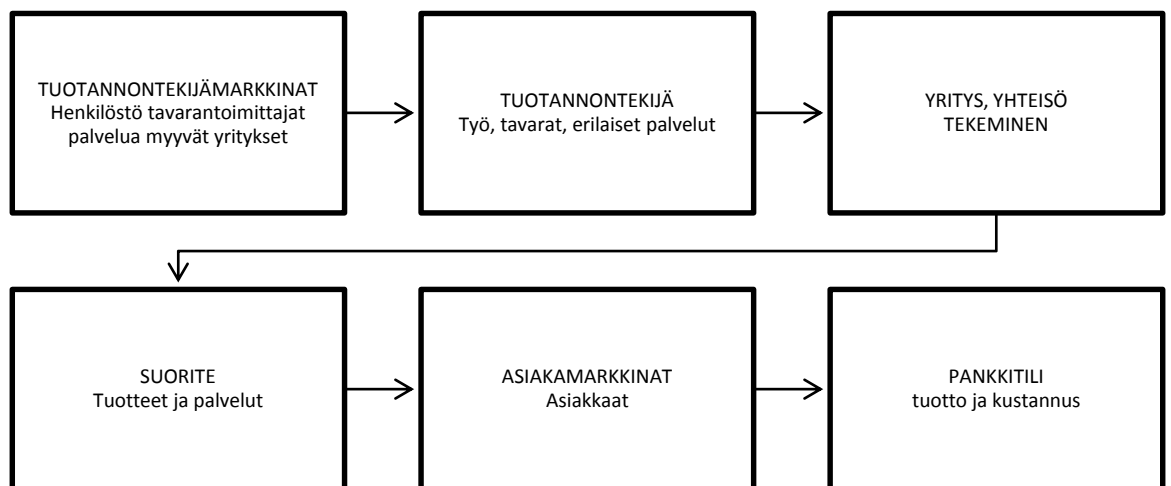 TUOTANNONTEKIJÄMARKKINAT
Henkilöstö tavarantoimittajat
palvelua myyvät yritykset
TUOTANNONTEKIJÄ
Työ, tavarat, erilaiset palvelut
YRITYS, YHTEISÖ
TEKEMINEN
SUORITE
Tuotteet ja palvelut
ASIAKAMARKKINAT
Asiakkaat
PANKKITILI
tuotto ja kustannus